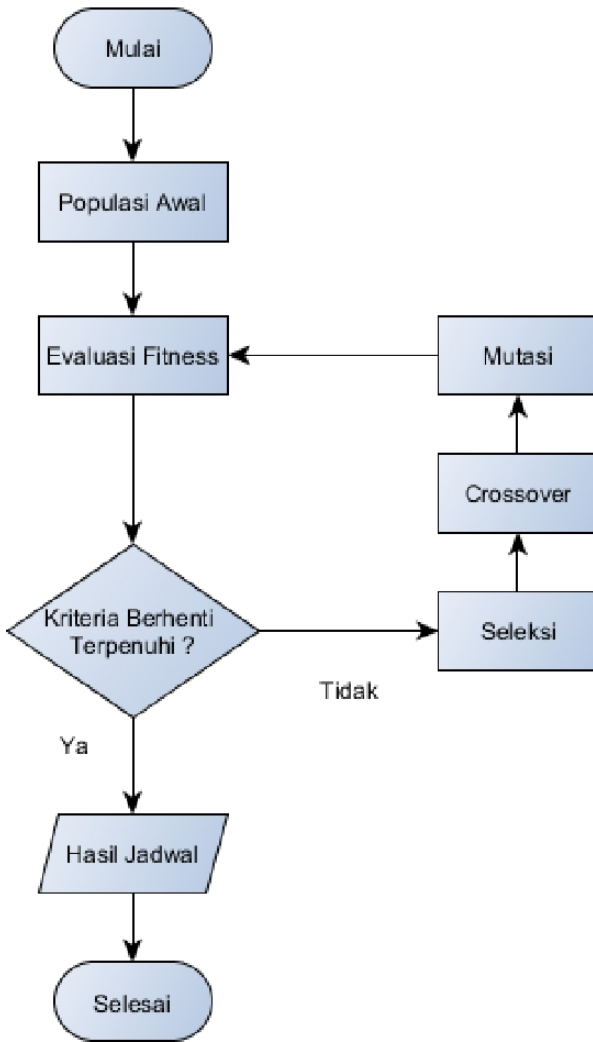 Mulai
Populasi Awal
Evaluasi Fitness
Mutasi
Crossover
Kriteria Berhenti
Terpenuhi ?
Seleksi
Tidak
Ya
Hasil Jadwal
Selesai